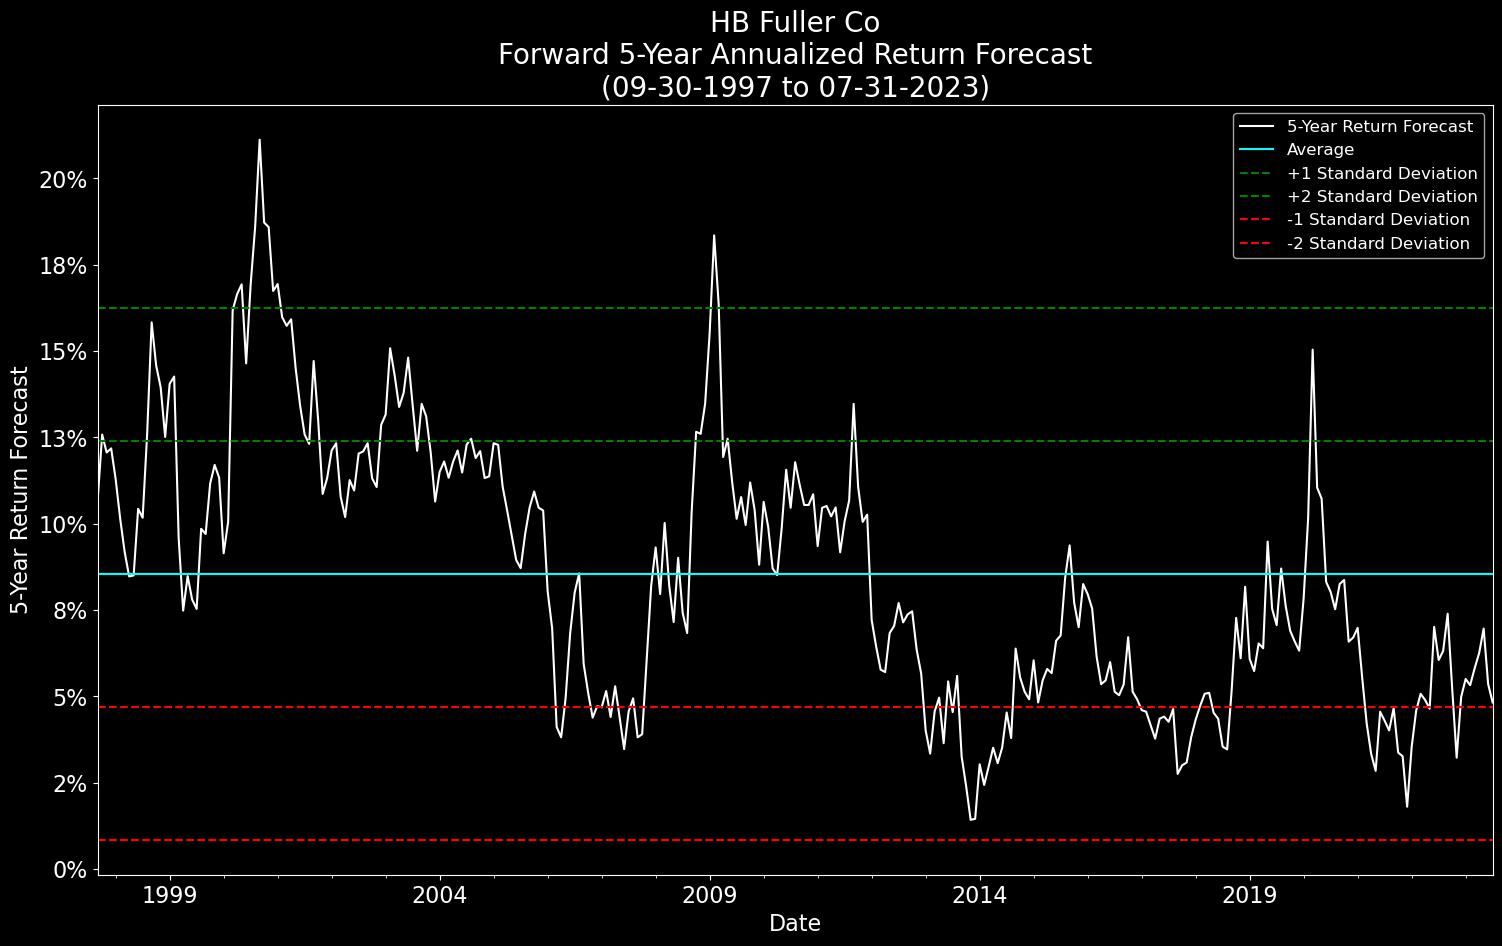 HB Fuller Co
Forward 5-Year Annualized Return Forecast
(09-30-1997 to 07-31-2023)
5-Year Return Forecast
Average
+1 Standard Deviation
+2 Standard Deviation
-1 Standard Deviation
-2 Standard Deviation
5-Year Return Forecast
20%
18%
15%
13%
10%
8%
5%
2%
0%
1999 2004 2009 2014 2019
Date